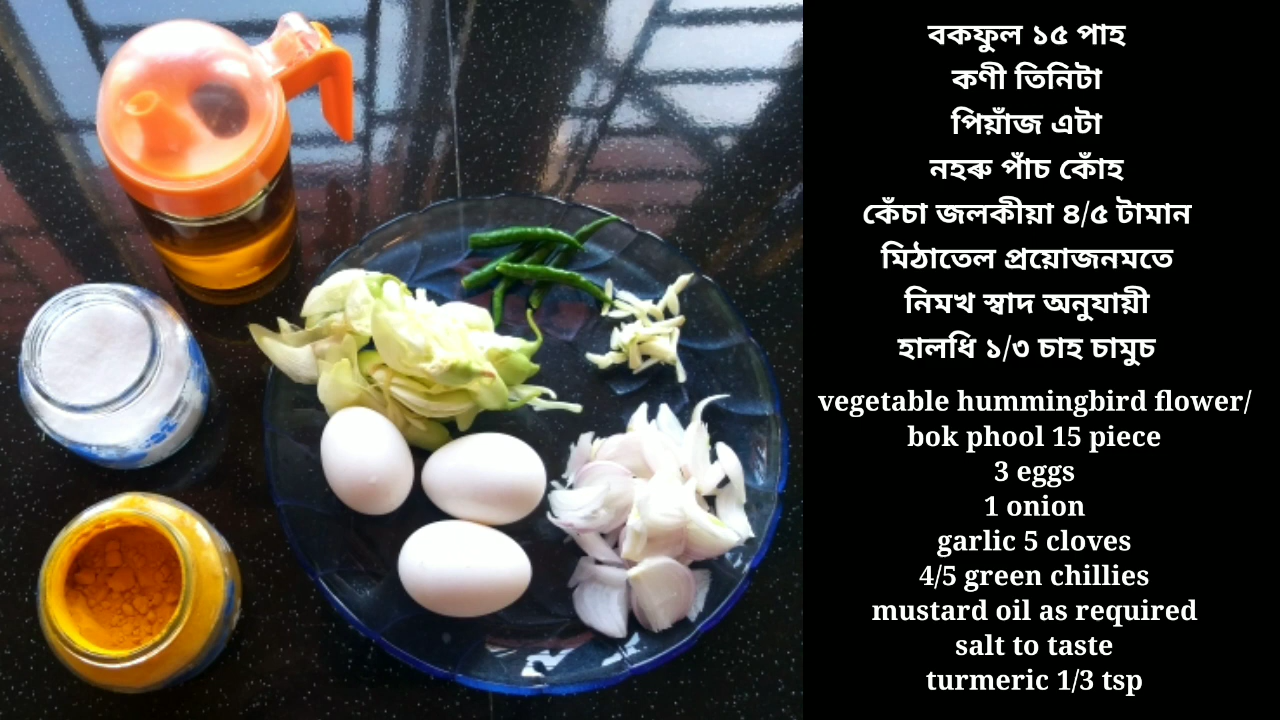 বকফুল ১৫ পাহ
কণী তিনিটা
পিয়াঁজ এটা
নহৰু পাঁচ কোঁহ
কেঁচা জলকীয়া ৪/৫ টামান
মিঠাতেল প্ৰয়োজনমতে
নিমখ স্বাদ অনুযায়ী
হালধি ১/৩ চাহ চামুচ
vegetable hummingbird flower/
bok phool 15 piece
3 eggs
1 onion
garlic 5 cloves
4/5 green chillies
mustard oil as required
salt to taste
turmeric 1/3 tsp